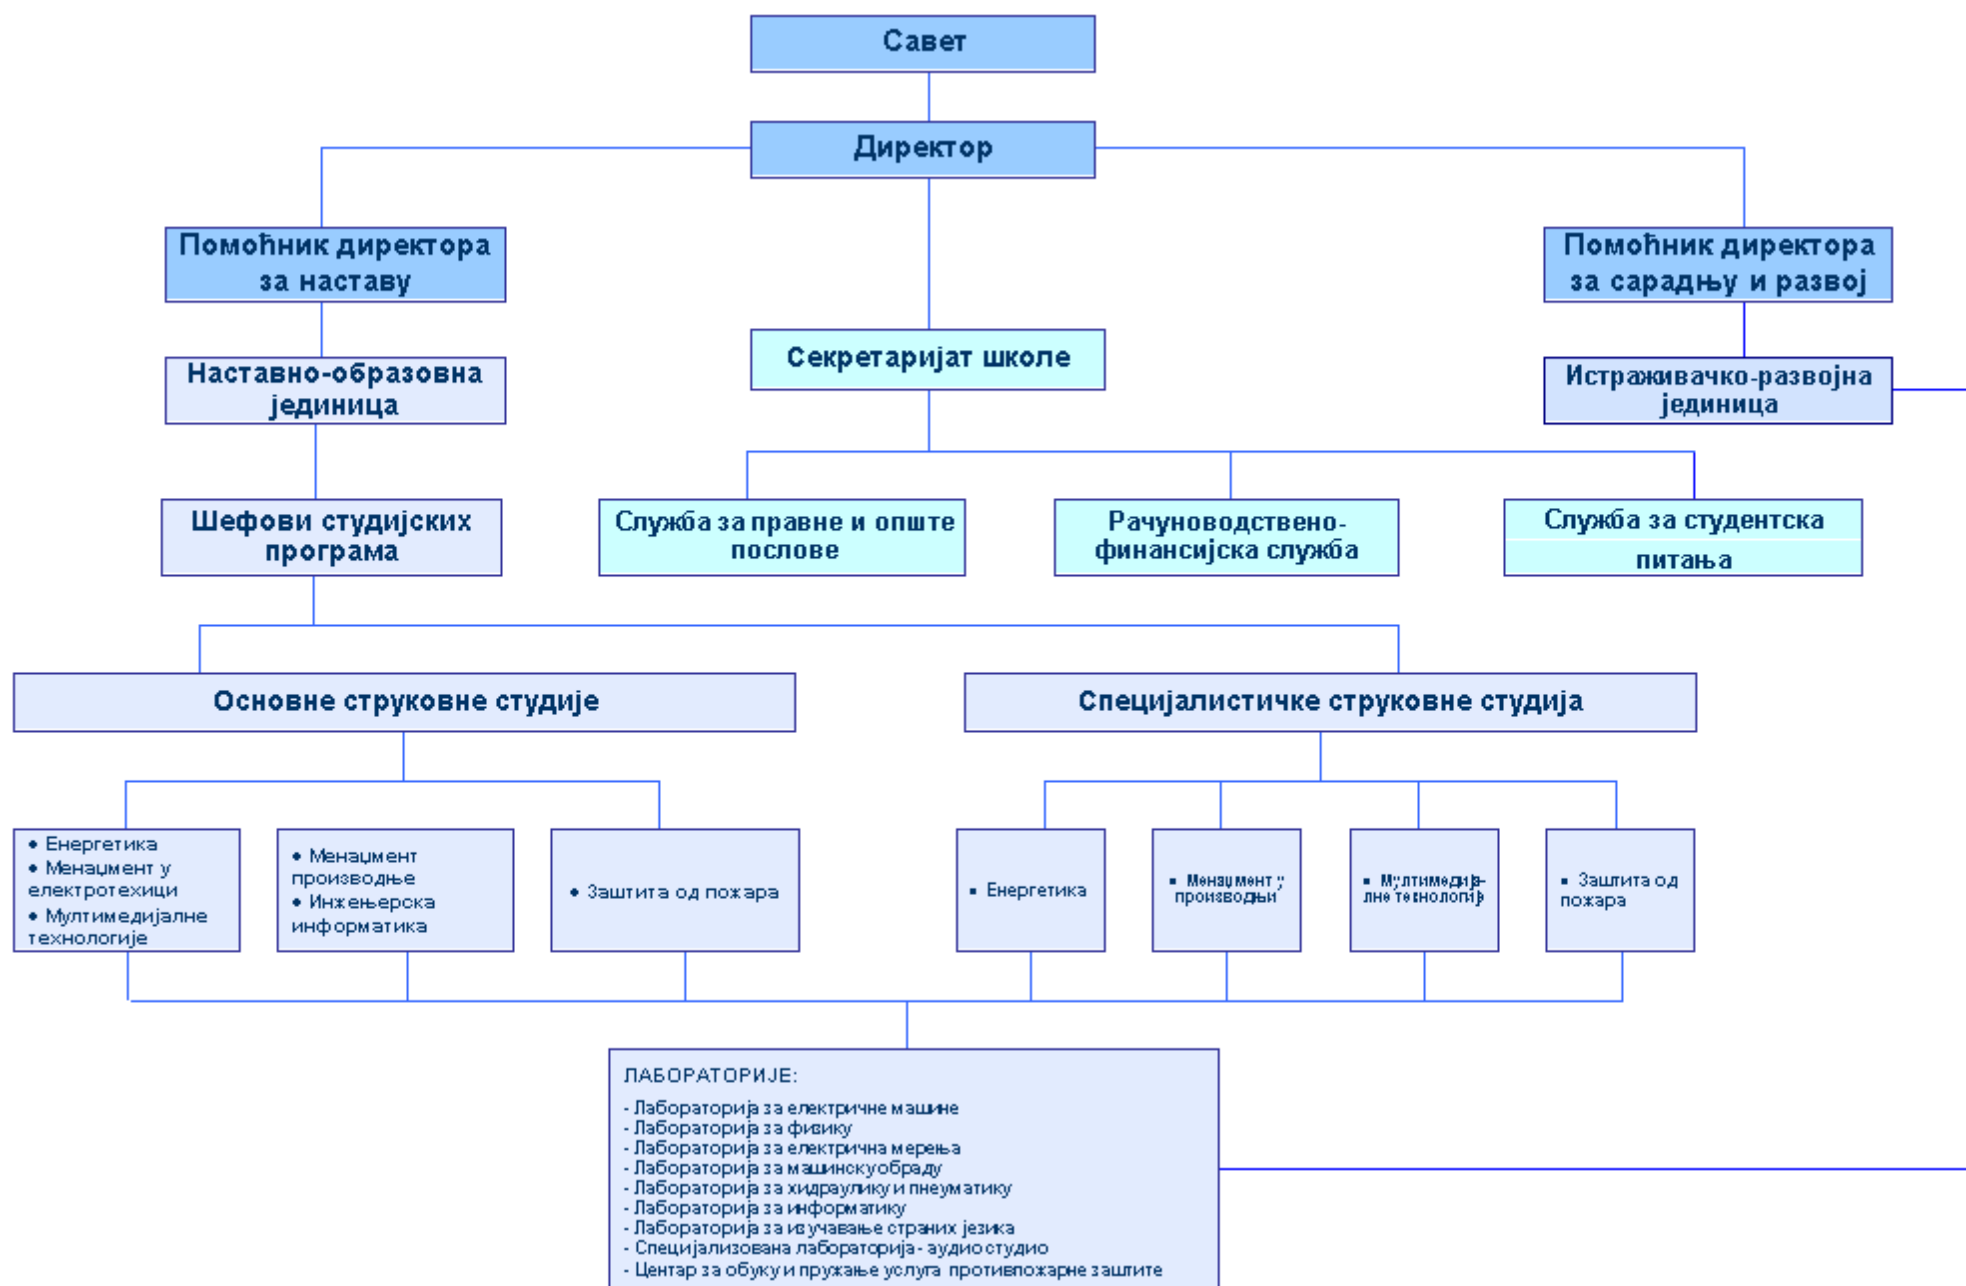 Савет
Директор
Помоћник директора
за наставу
Помоћник директора
за сарадњу и развој
Секретаријат школе
Наставно-образовна
јединица
Истраживачко-развојна
јединица
Шефови студијских
програма
Служба за правне и опште
послове
Рачуноводствено-
финансијска служба
Служба за студентска
питања
Основне струковне студије
Специјалистичке струковне студија
● Енергетика
● Менаџмент у
електротехици
● Мултимедијалне
технологије
● Менаџмент
производње
● Инжењерска
информатика
● Заштита од пожара
▪ Енергетика
▪ Менаџмент у
производњи
▪ Мултимедија-
лне технологије
▪ Заштита од
пожара
ЛАБОРАТОРИЈЕ:
- Лабораторија за електричне машине
- Лабораторија за физику
- Лабораторија за електрична мерења
- Лабораторија за машинску обраду
- Лабораторија за хидраулику и пнеуматику
- Лабораторија за информатику
- Лабораторија за изучавање страних језика
- Специјализована лабораторија - аудио студио
- Центар за обуку и пружање услуга противпожарне заштите